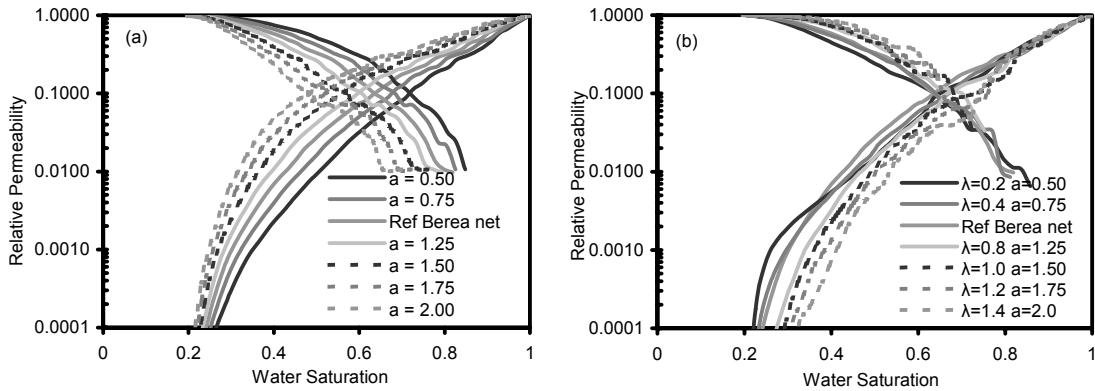 (a)
Relative Permeability
1.0000
0.1000
0.0100
0.0010
0.0001
0
0.2
0.4
0.6
0.8
1
Water Saturation
a = 0.50
a = 0.75
Ref Berea net
a = 1.25
a = 1.50
a = 1.75
a = 2.00
(b)
Relative Permeability
1.0000
0.1000
0.0100
0.0010
0.0001
0
0.2
0.4
0.6
0.8
1
Water Saturation
λ=0.2 a=0.50
λ=0.4 a=0.75
Ref Berea net
λ=0.8 a=1.25
λ=1.0 a=1.50
λ=1.2 a=1.75
λ=1.4 a=2.0